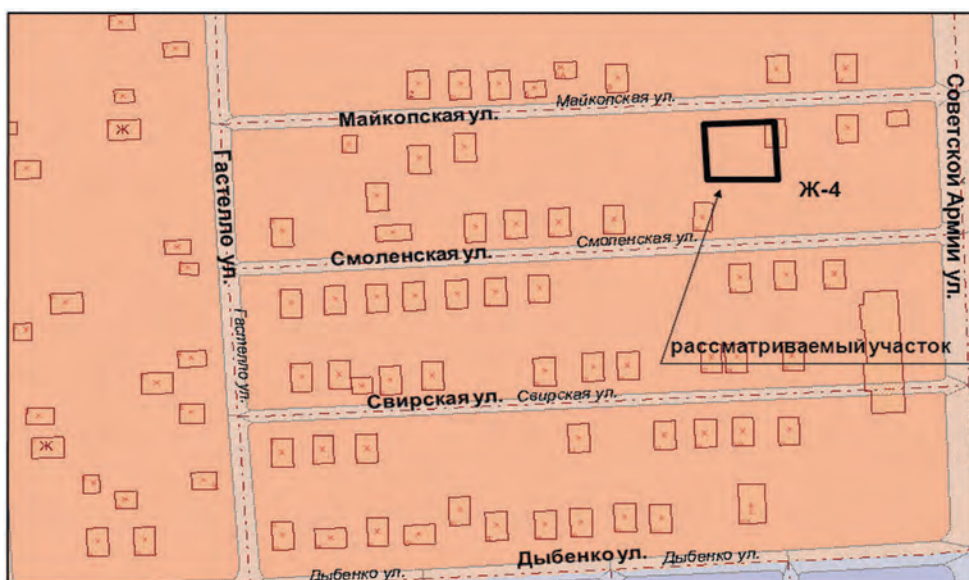 Майкопская ул.
Майкопская ул.
Ж
Советской Армии ул.
Гастелло ул.
Ж-4
Смоленская ул.
Смоленская ул.
Гастелло ул.
рассматриваемый участок
Свирская ул.
Свирская ул.
Ж
Дыбенко ул.
Дыбенко ул.
Дыбенко ул.